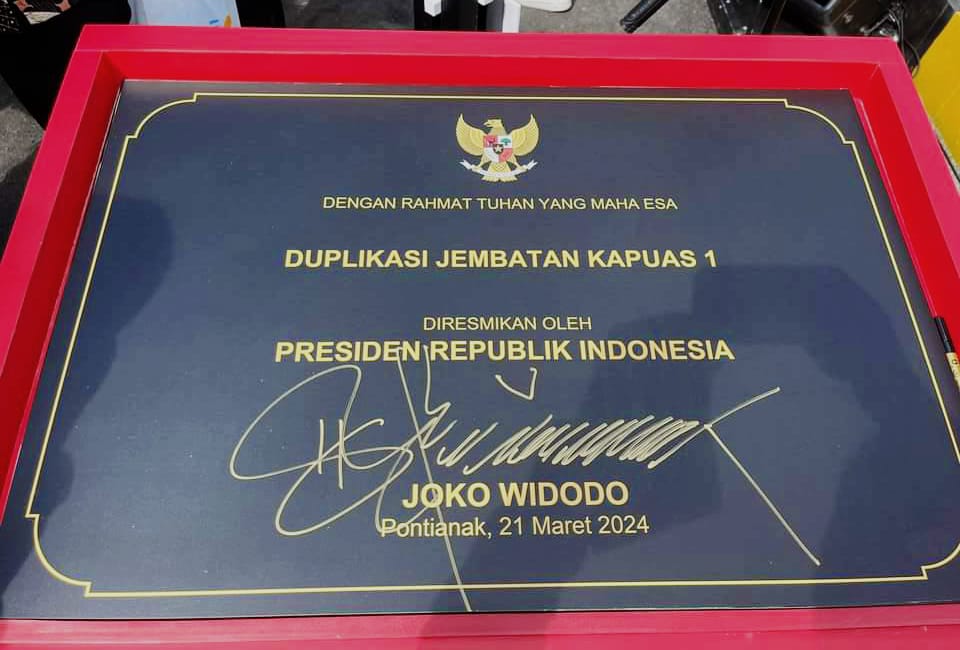 DENGAN RAHMAT TUHAN YANG MAHA ESA
DUPLIKASI JEMBATAN KAPUAS 1
DIRESMIKAN OLEH
PRESIDEN REPUBLIK INDONESIA
JOKO WIDODO
Pontianak, 21 Maret 2024